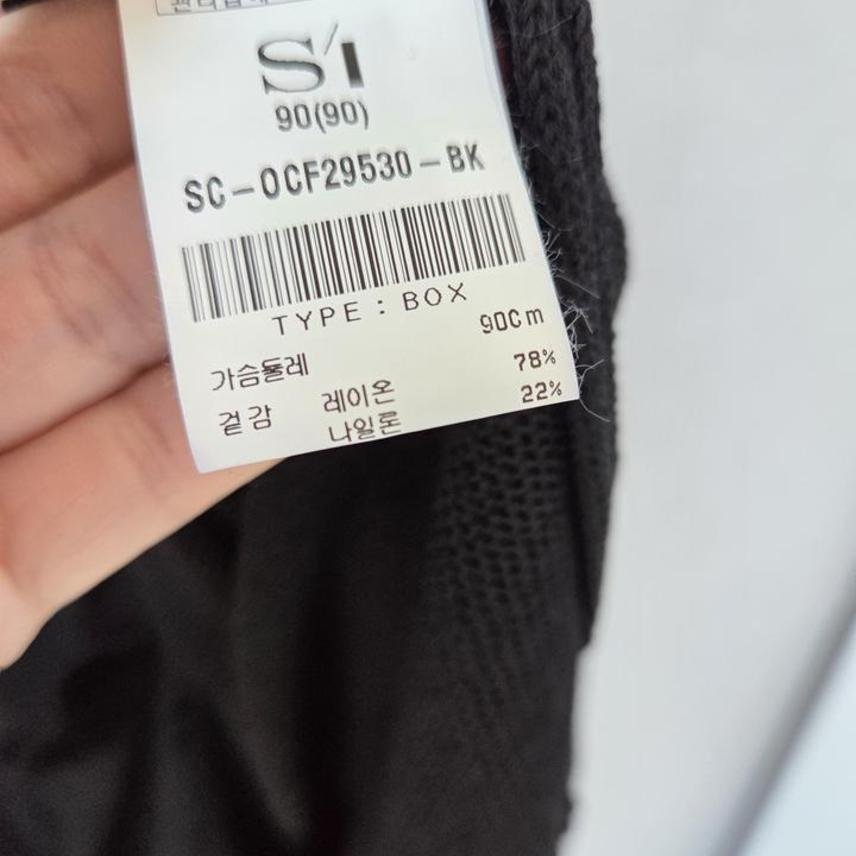 S'I
90(90)
SC-OCF29530-BK
TYPE : BOX
가슴둘레 90Cm
겉감 레이온 78%
나일론 22%